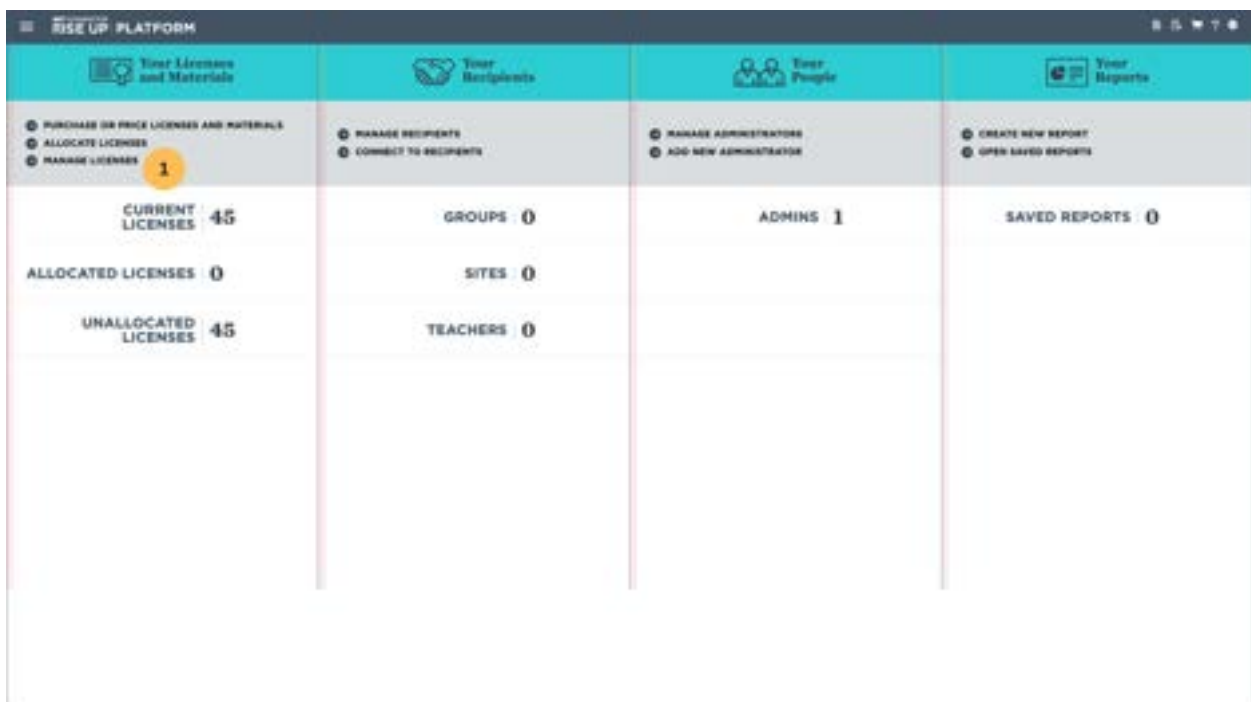 RISE UP PLATFORM
Your Licenses
and Materials
Your
Recipients
Your
People
Your
Reports
PURCHASE OR PRICE LICENSES AND MATERIALS
ALLOCATE LICENSES
MANAGE LICENSES
1
MANAGE RECIPIENTS
CONNECT TO RECIPIENTS
MANAGE ADMINISTRATORS
ADD NEW ADMINISTRATOR
CREATE NEW REPORT
OPEN SAVED REPORTS
CURRENT
LICENSES 45
ALLOCATED LICENSES 0
UNALLOCATED
LICENSES 45
GROUPS 0
SITES 0
TEACHERS 0
ADMINS 1
SAVED REPORTS 0